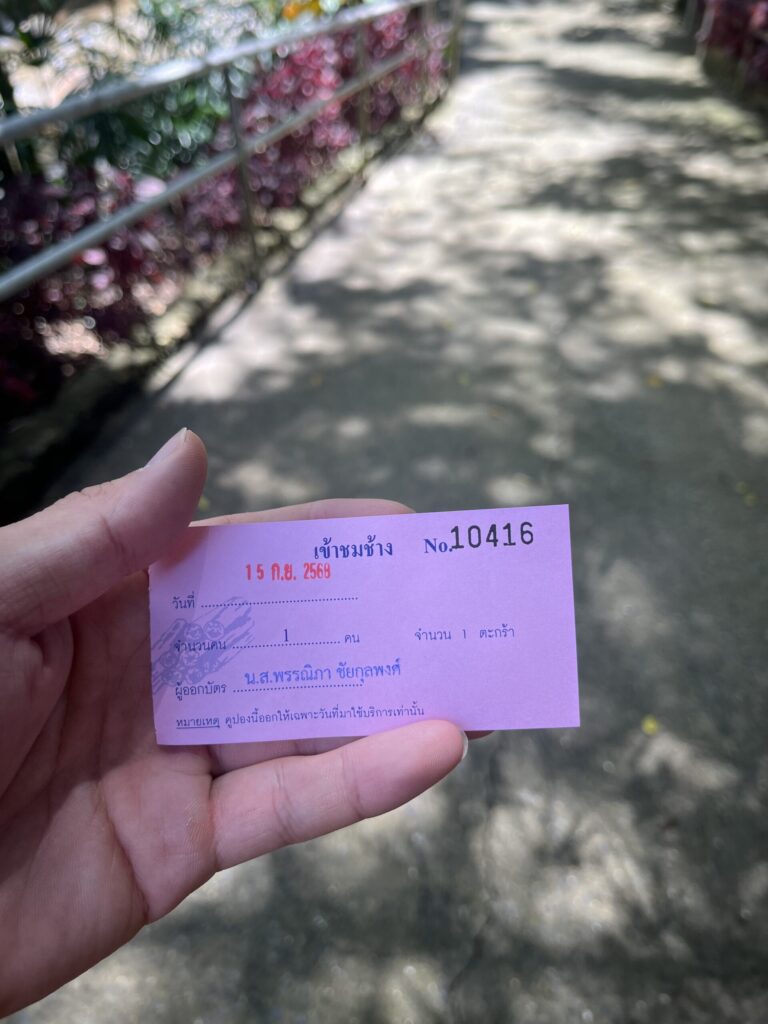 เข้าชมช้าง No.10416
15 ก.ย. 2568
วันที่ ..........................................
จำนวนคน ............1............ คน จำนวน 1 ตะกร้า
ผู้ออกบัตร น.ส.พรรณิภา ชัยกุลพงศ์
หมายเหตุ คูปองนี้ออกให้เฉพาะวันที่มาใช้บริการเท่านั้น